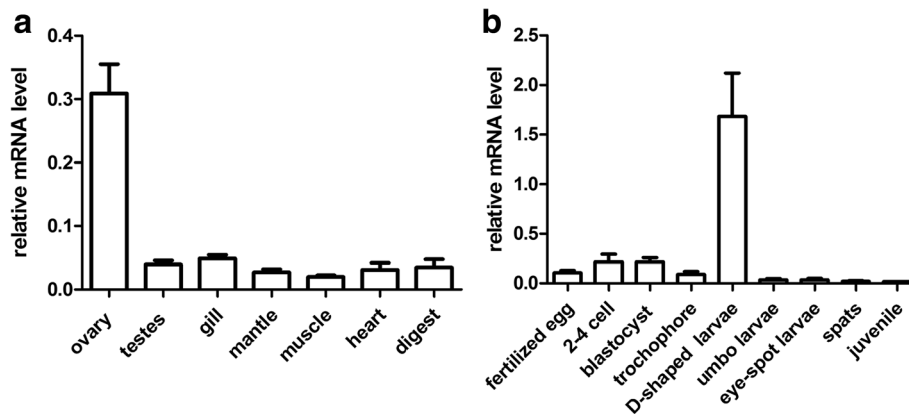 a
relative mRNA level
0.4
0.3
0.2
0.1
0.0
ovary
testes
gill
mantle
muscle
heart
digest
b
relative mRNA level
2.5
2.0
1.5
1.0
0.5
0.0
fertilized egg
2-4 cell
blastocyst
trochophore
D-shaped larvae
umbo larvae
eye-spot larvae
spats
juvenile